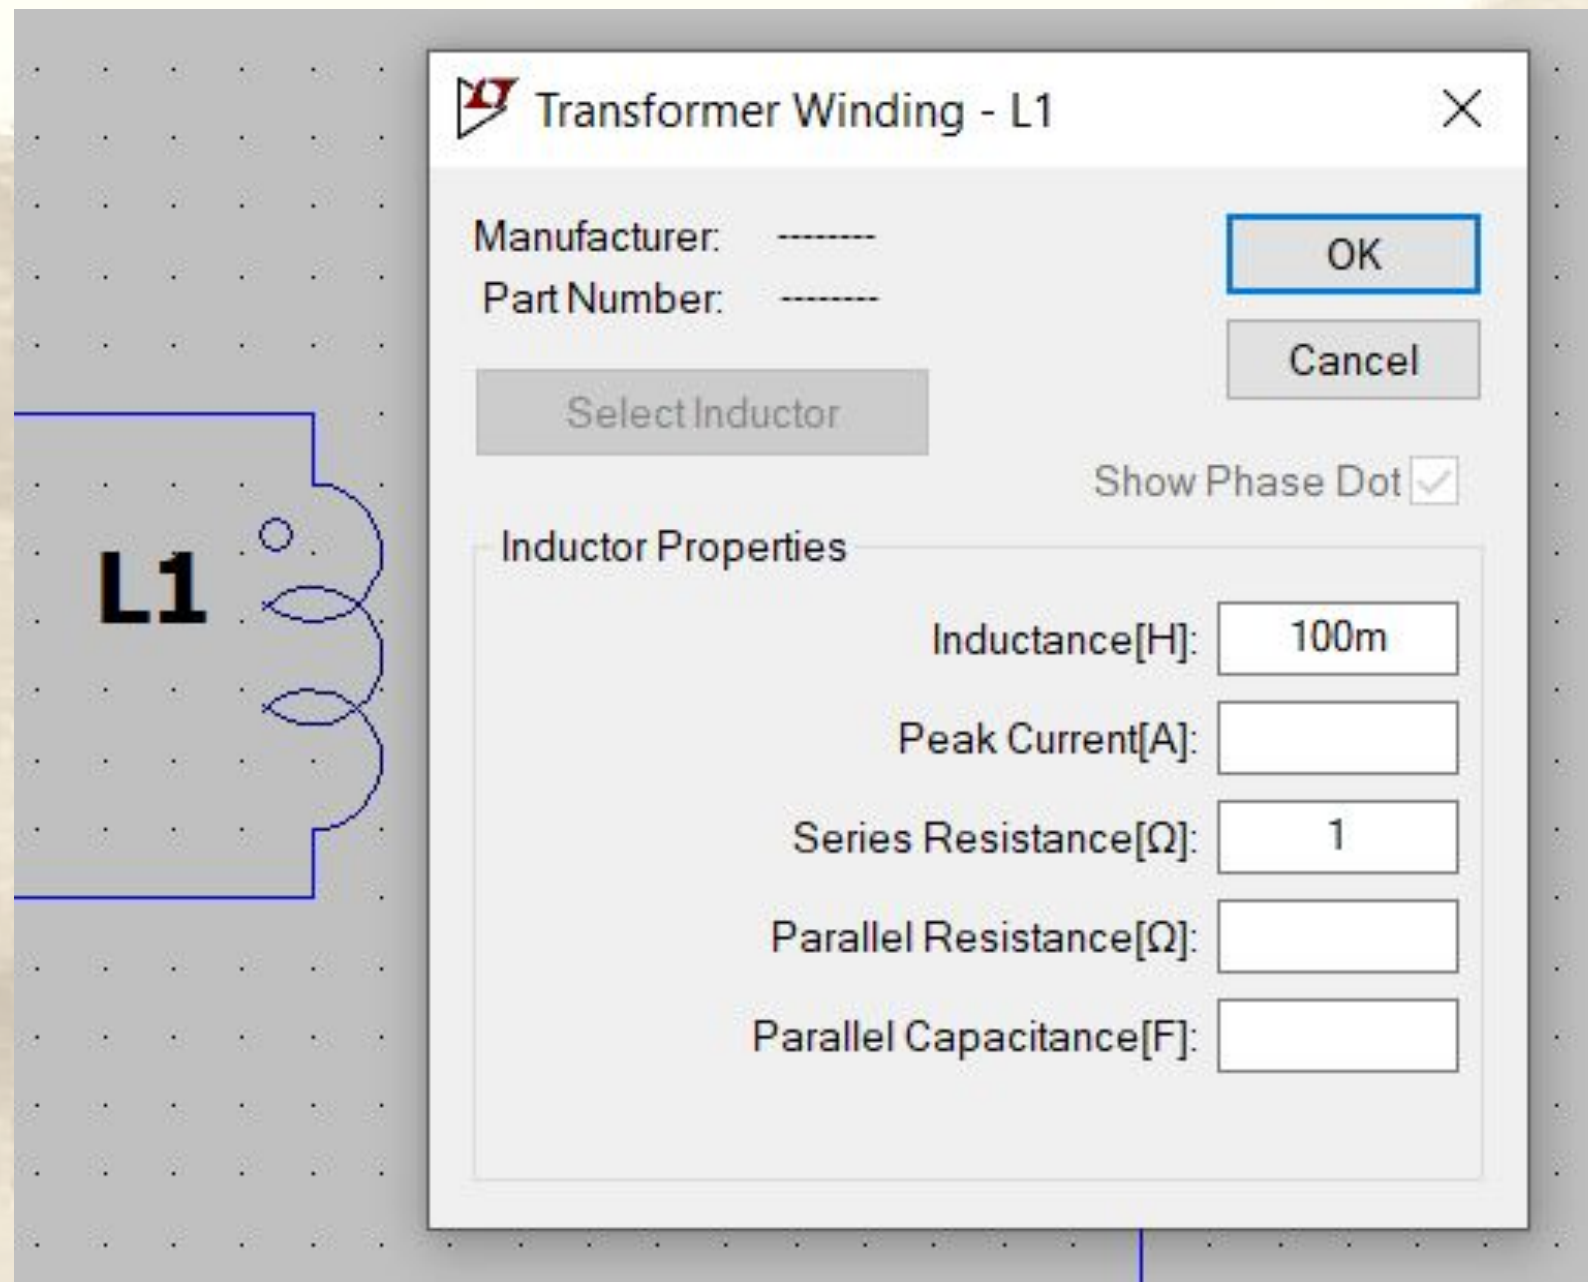 Transformer Winding - L1
Manufacturer: --------
OK
Part Number: --------
Cancel
Select Inductor
Show Phase Dot
L1
Inductor Properties
Inductance[H]: 100m
Peak Current[A]:
Series Resistance[Ω]: 1
Parallel Resistance[Ω]:
Parallel Capacitance[F]: